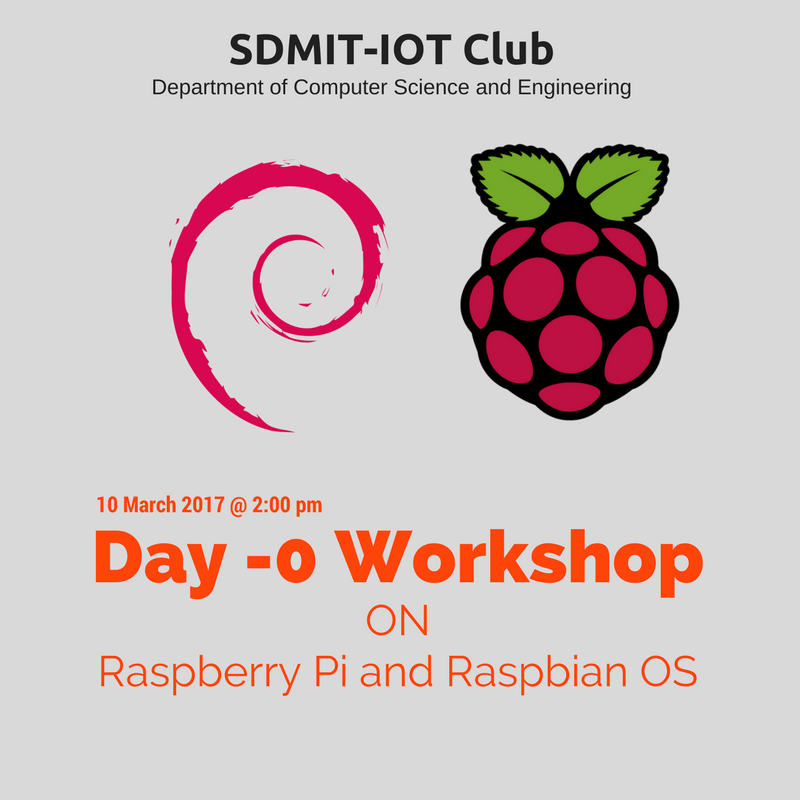 SDMIT-IOT Club
Department of Computer Science and Engineering
10 March 2017 @ 2:00 pm
Day -0 Workshop
ON
Raspberry Pi and Raspbian OS